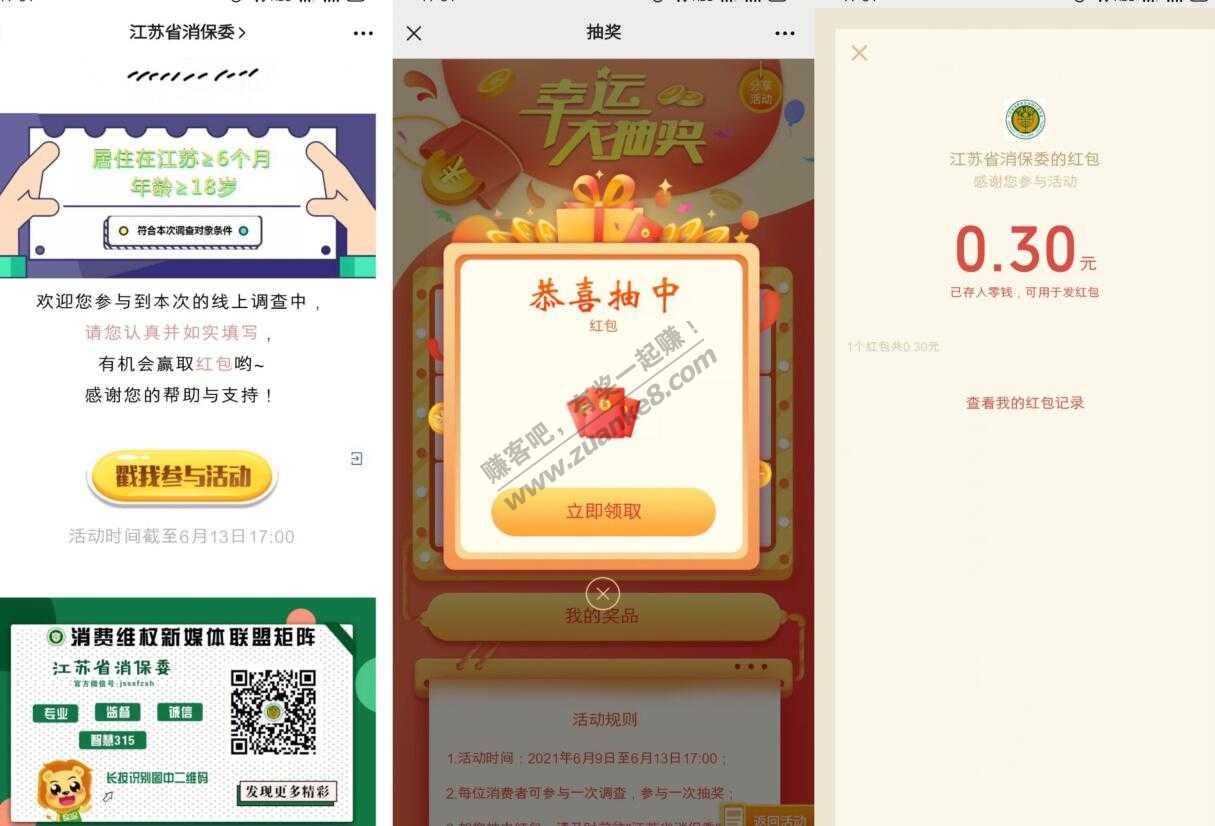 江苏省消保委>
居住在江苏≥6个月
年龄≥18岁
符合本次调查对象条件
欢迎您参与到本次的线上调查中，
请您认真并如实填写，
有机会赢取红包哟~
感谢您的帮助与支持！
戳我参与活动
活动时间截至6月13日17:00
消费维权新媒体联盟矩阵
江苏省消保委
官方微信号:jssxfzxh
专业
监督
诚信
智慧315
长按识别图中二维码
发现更多精彩
抽奖
分享
活动
幸运
大抽奖
恭喜抽中
红包
立即领取
我的奖品
活动规则
1.活动时间：2021年6月9日至6月13日17:00；
2.每位消费者可参与一次调查，参与一次抽奖；
返回活动
赚客吧，有奖一起赚！
www.zuanke8.com
江苏省消保委的红包
感谢您参与活动
0.30元
已存入零钱，可用于发红包
1个红包共0.30元
查看我的红包记录